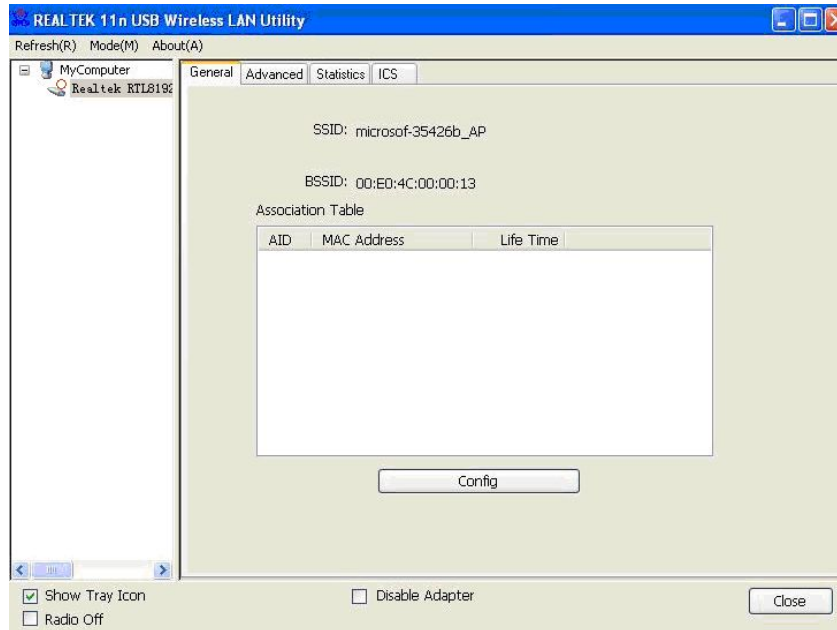 REALTEK 11n USB Wireless LAN Utility
Refresh(R) Mode(M) About(A)
MyComputer
Realtek RTL8192
General Advanced Statistics ICS
SSID: microsof-35426b_AP
BSSID: 00:E0:4C:00:00:13
Association Table
AID MAC Address Life Time
Config
Show Tray Icon
Radio Off
Disable Adapter
Close